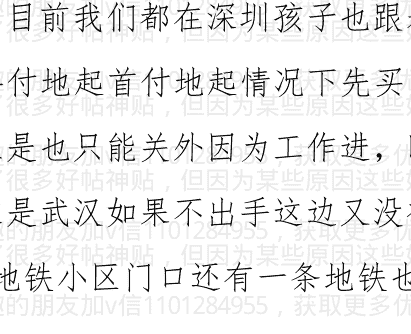 目前我们都在深圳孩子也跟
付地起首付地起情况下先买
是也只能关外因为工作进，
是武汉如果不出手这边又没
地铁小区门口还有一条地铁也